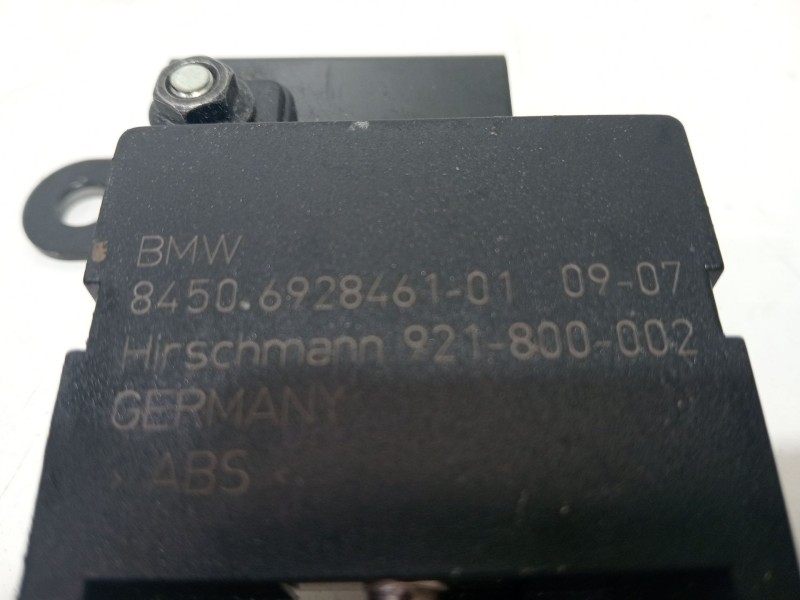 BMW
8450.6928461-01 09-07
Hirschmann 921-800-002
GERMANY
>ABS<